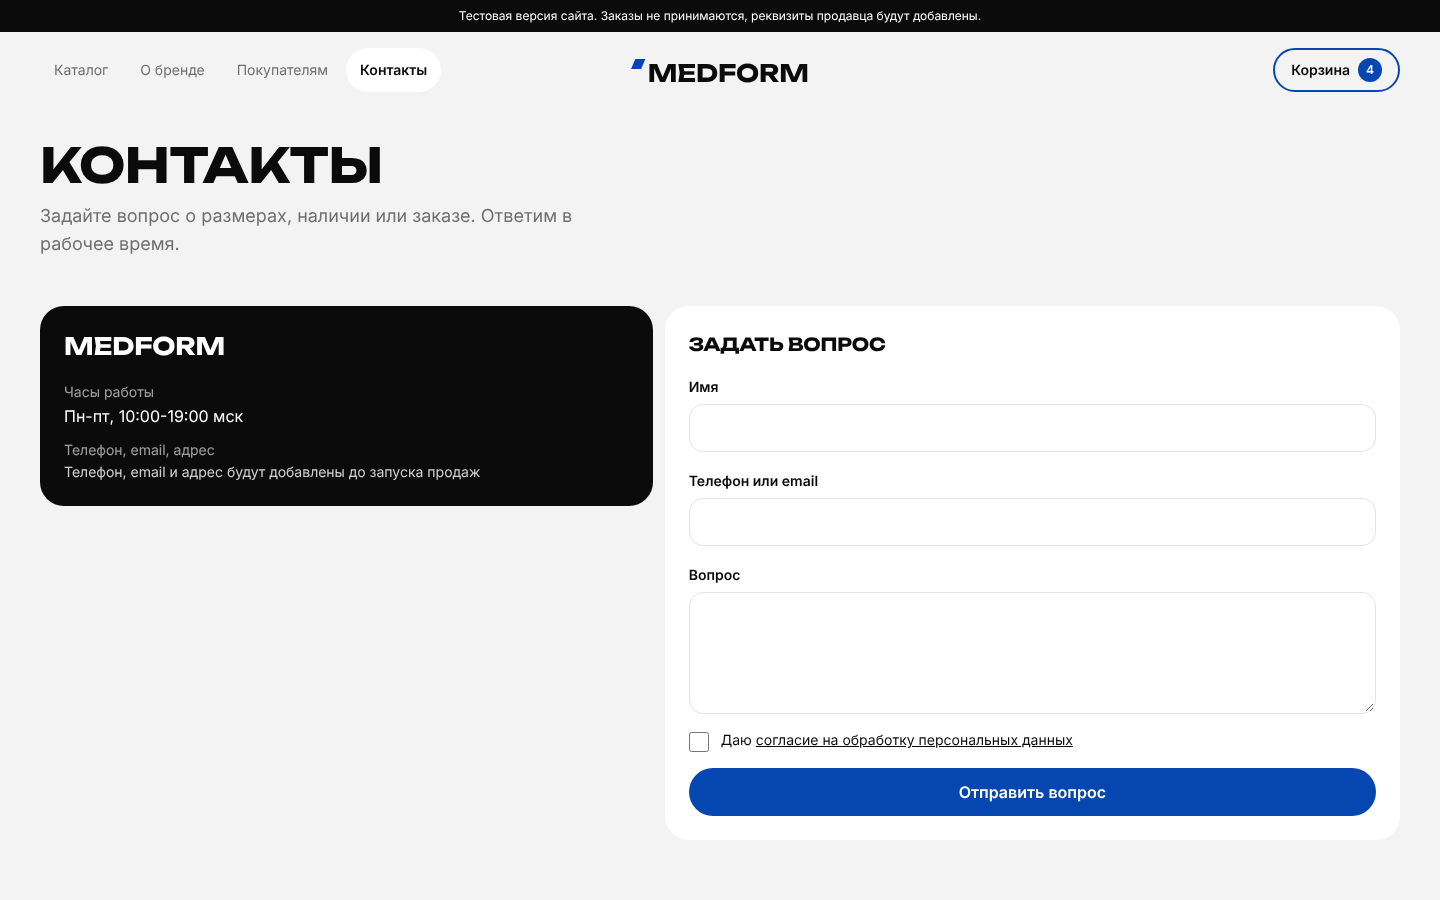 Тестовая версия сайта. Заказы не принимаются, реквизиты продавца будут добавлены.
Каталог
О бренде
Покупателям
Контакты
MEDFORM
Корзина 4
КОНТАКТЫ
Задайте вопрос о размерах, наличии или заказе. Ответим в
рабочее время.
MEDFORM
Часы работы
Пн-пт, 10:00-19:00 мск
Телефон, email, адрес
Телефон, email и адрес будут добавлены до запуска продаж
ЗАДАТЬ ВОПРОС
Имя
Телефон или email
Вопрос
Даю согласие на обработку персональных данных
Отправить вопрос